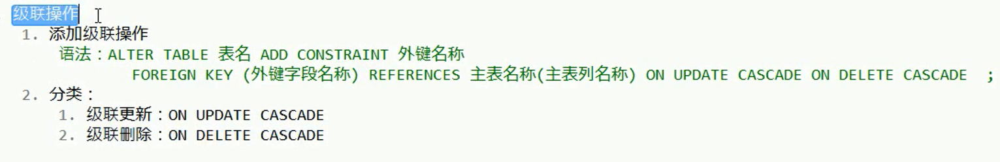 级联操作
1. 添加级联操作
语法：ALTER TABLE 表名 ADD CONSTRAINT 外键名称
FOREIGN KEY (外键字段名称) REFERENCES 主表名称(主表列名称) ON UPDATE CASCADE ON DELETE CASCADE ;
2. 分类：
1. 级联更新：ON UPDATE CASCADE
2. 级联删除：ON DELETE CASCADE